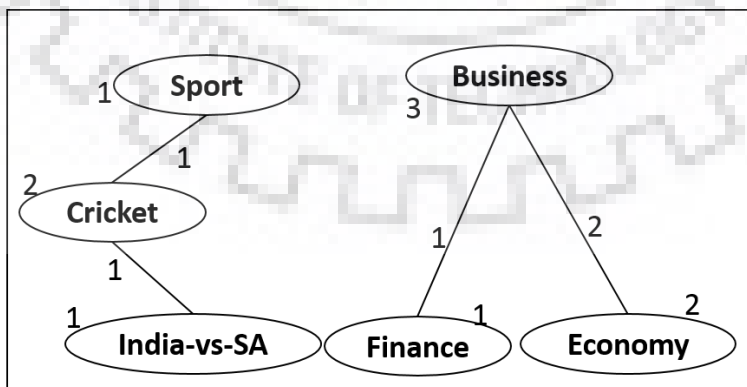 Sport
Business
1
3
1
2
Cricket
1
2
1
1
1
2
India-vs-SA
Finance
Economy